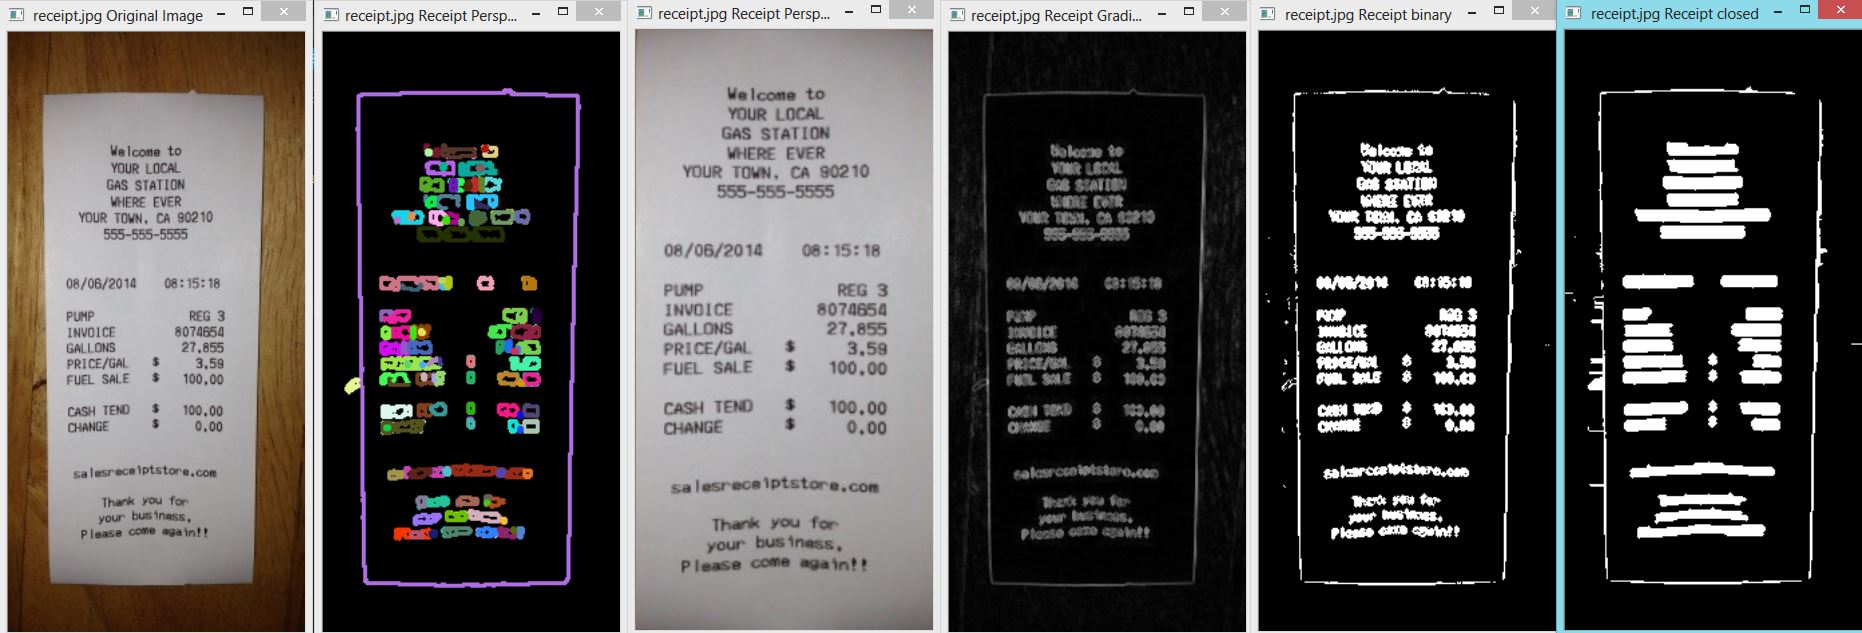 receipt.jpg Original Image
receipt.jpg Receipt Persp...
receipt.jpg Receipt Persp...
receipt.jpg Receipt Gradi...
receipt.jpg Receipt binary
receipt.jpg Receipt closed
Welcome to
YOUR LOCAL
GAS STATION
WHERE EVER
YOUR TOWN, CA 90210
555-555-5555
08/06/2014 08:15:18
PUMP REG 3
INVOICE 8074654
GALLONS 27.855
PRICE/GAL $ 3.59
FUEL SALE $ 100.00
CASH TEND $ 100.00
CHANGE $ 0.00
salesreceiptstore.com
Thank you for
your business,
Please come again!!
Welcome to
YOUR LOCAL
GAS STATION
WHERE EVER
YOUR TOWN, CA 90210
555-555-5555
08/06/2014 08:15:18
PUMP REG 3
INVOICE 8074654
GALLONS 27.855
PRICE/GAL $ 3.59
FUEL SALE $ 100.00
CASH TEND $ 100.00
CHANGE $ 0.00
salesreceiptstore.com
Thank you for
your business,
Please come again!!
Welcome to
YOUR LOCAL
GAS STATION
WHERE EVER
YOUR TOWN, CA 90210
555-555-5555
08/06/2014 08:15:18
PUMP REG 3
INVOICE 8074654
GALLONS 27.855
PRICE/GAL $ 3.59
FUEL SALE $ 100.00
CASH TEND $ 100.00
CHANGE $ 0.00
salesreceiptstore.com
Thank you for
your business,
Please come again!!
Welcome to
YOUR LOCAL
GAS STATION
WHERE EVER
YOUR TOWN, CA 90210
555-555-5555
08/06/2014 08:15:18
PUMP REG 3
INVOICE 8074654
GALLONS 27.855
PRICE/GAL $ 3.59
FUEL SALE $ 100.00
CASH TEND $ 100.00
CHANGE $ 0.00
salesreceiptstore.com
Thank you for
your business,
Please come again!!